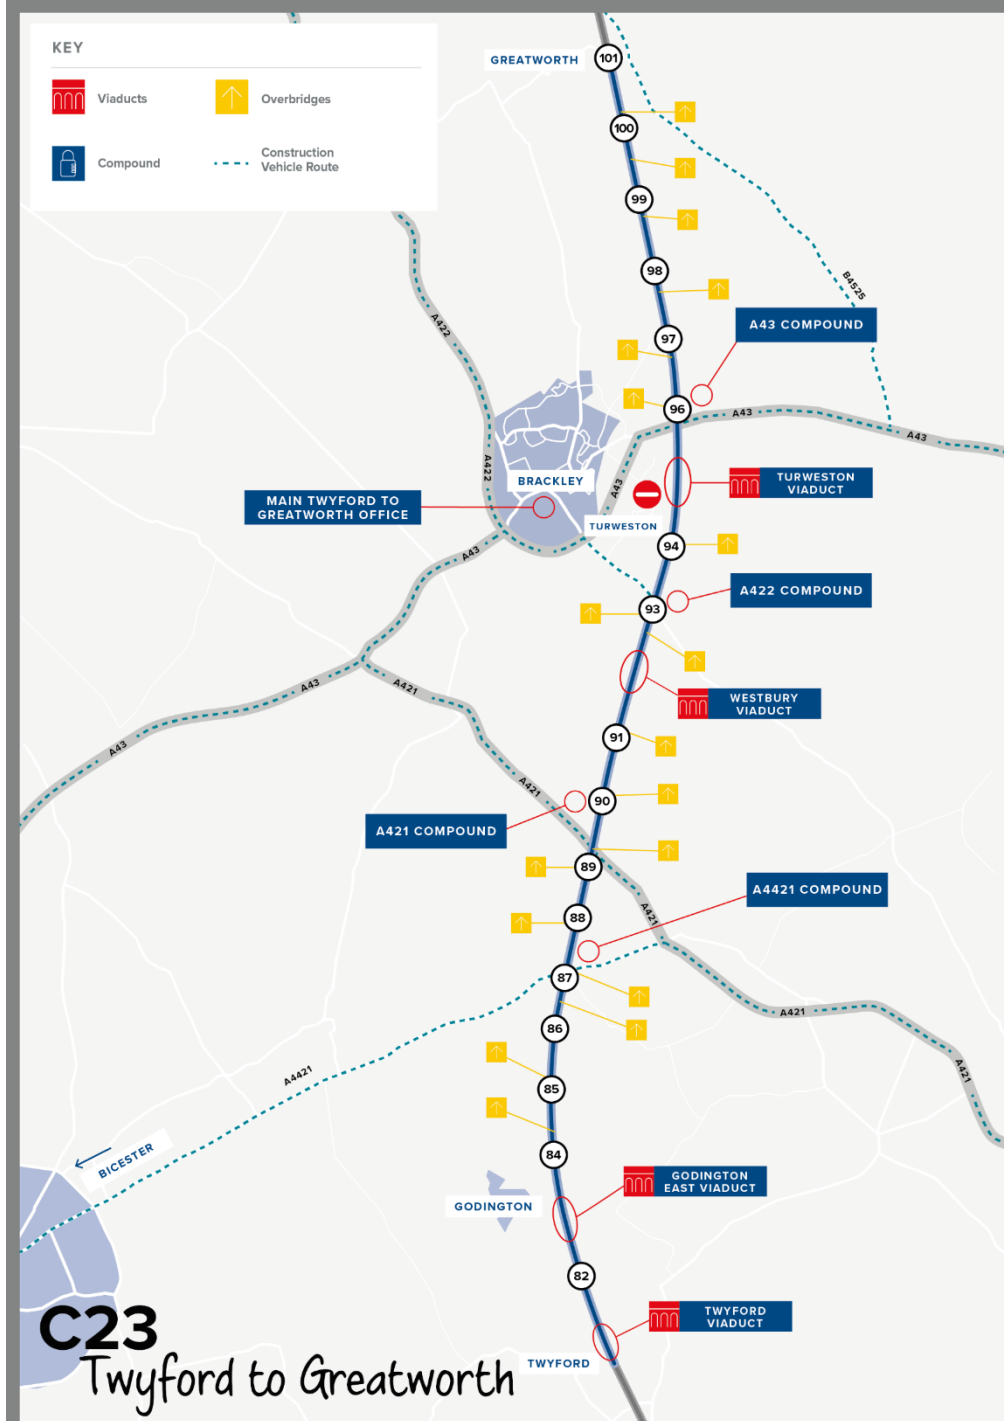 KEY
Viaducts
Overbridges
Compound
Construction
Vehicle Route
GREATWORTH
101
100
99
98
B4525
A422
A43 COMPOUND
97
96
A43
A43
A422
BRACKLEY
A43
TURWESTON
VIADUCT
MAIN TWYFORD TO
GREATWORTH OFFICE
TURWESTON
94
A43
A422 COMPOUND
93
A43
A421
WESTBURY
VIADUCT
A43
91
A421
90
A421 COMPOUND
89
A4421 COMPOUND
88
A421
87
A421
86
A4421
85
A421
84
BICESTER
GODINGTON
EAST VIADUCT
GODINGTON
82
TWYFORD
VIADUCT
C23
TWYFORD
Twyford to Greatworth